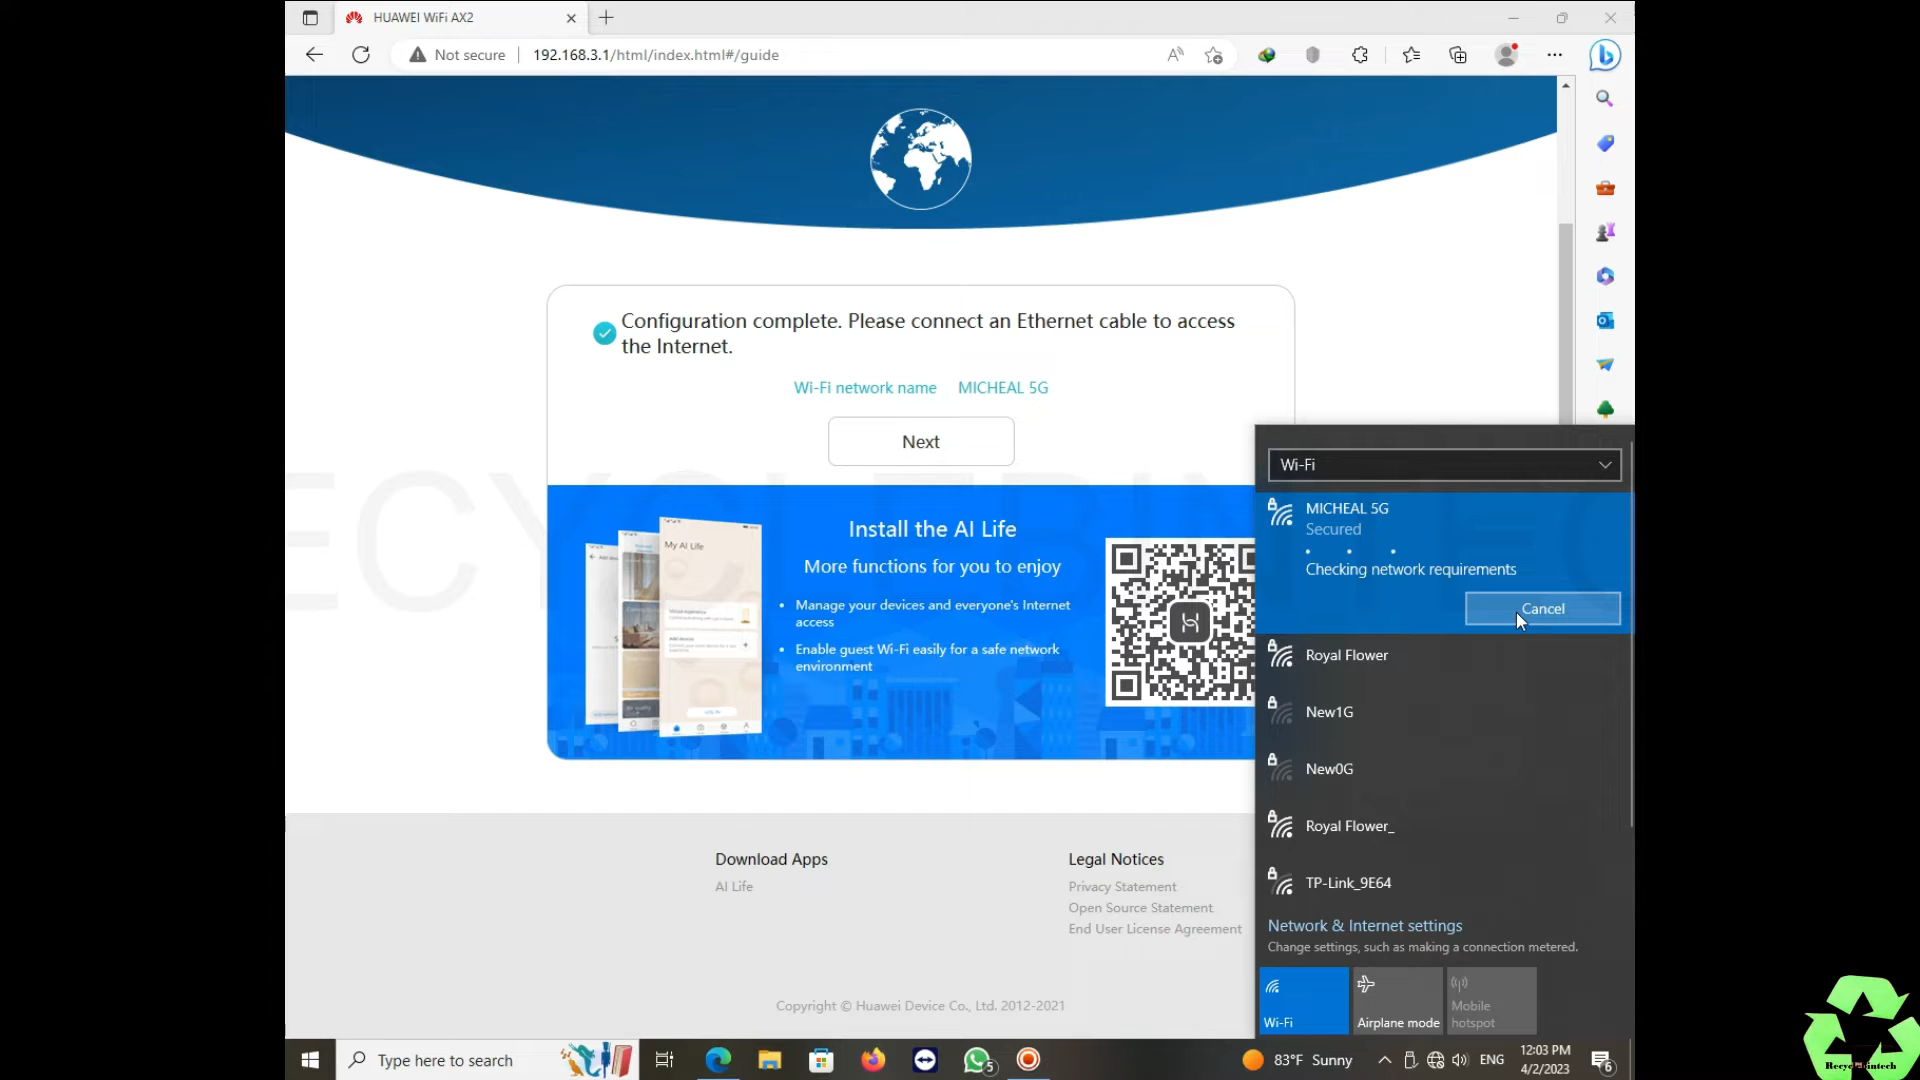 HUAWEI WiFi AX2
Not secure
192.168.3.1/html/index.html#/guide
Configuration complete. Please connect an Ethernet cable to access
the Internet.
Wi-Fi network name MICHEAL 5G
Next
Install the AI Life
More functions for you to enjoy
Manage your devices and everyone's Internet
access
Enable guest Wi-Fi easily for a safe network
environment
My AI Life
Download Apps
AI Life
Legal Notices
Privacy Statement
Open Source Statement
End User License Agreement
Copyright © Huawei Device Co., Ltd. 2012-2021
Wi-Fi
MICHEAL 5G
Secured
Checking network requirements
Cancel
Royal Flower
New1G
New0G
Royal Flower_
TP-Link_9E64
Network & Internet settings
Change settings, such as making a connection metered.
Wi-Fi
Airplane mode
Mobile
hotspot
Type here to search
5
83°F Sunny
ENG
12:03 PM
4/2/2023
6